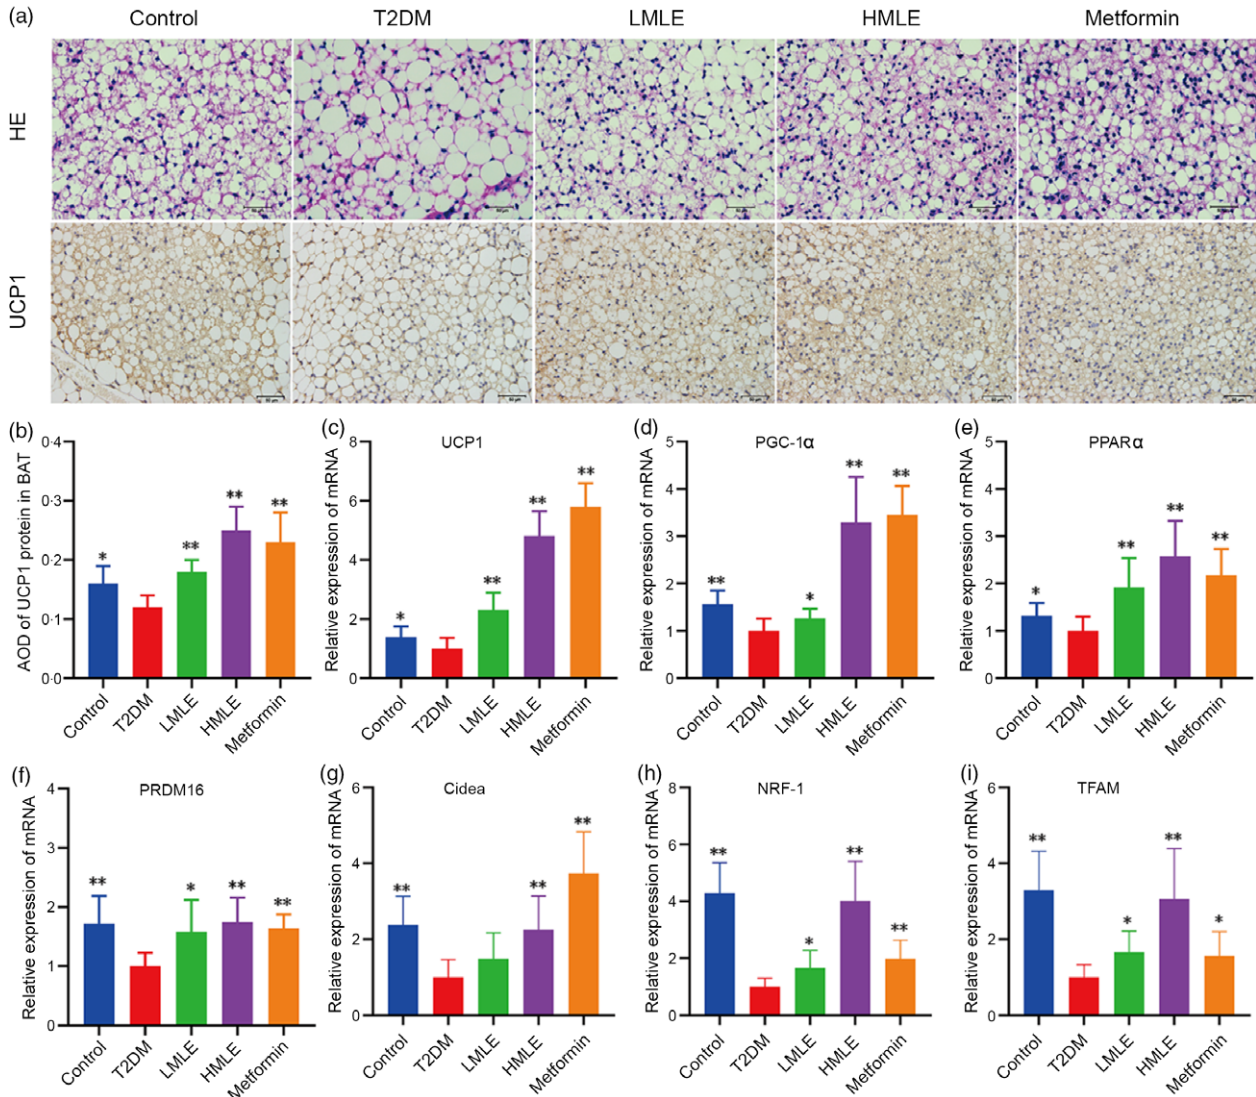 (a) Control T2DM LMLE HMLE Metformin
HE
UCP1
(b)
AOD of UCP1 protein in BAT
0·4
0·3
0·2
0·1
0·0
* ** ** **
Control T2DM LMLE HMLE Metformin
(c) UCP1
Relative expression of mRNA
8
6
4
2
0
* ** ** **
Control T2DM LMLE HMLE Metformin
(d) PGC-1α
Relative expression of mRNA
5
4
3
2
1
0
** * ** **
Control T2DM LMLE HMLE Metformin
(e) PPARα
Relative expression of mRNA
5
4
3
2
1
0
* ** ** **
Control T2DM LMLE HMLE Metformin
(f) PRDM16
Relative expression of mRNA
4
3
2
1
0
** * ** **
Control T2DM LMLE HMLE Metformin
(g) Cidea
Relative expression of mRNA
6
4
2
0
** ** **
Control T2DM LMLE HMLE Metformin
(h) NRF-1
Relative expression of mRNA
8
6
4
2
0
** * ** **
Control T2DM LMLE HMLE Metformin
(i) TFAM
Relative expression of mRNA
6
4
2
0
** * ** *
Control T2DM LMLE HMLE Metformin